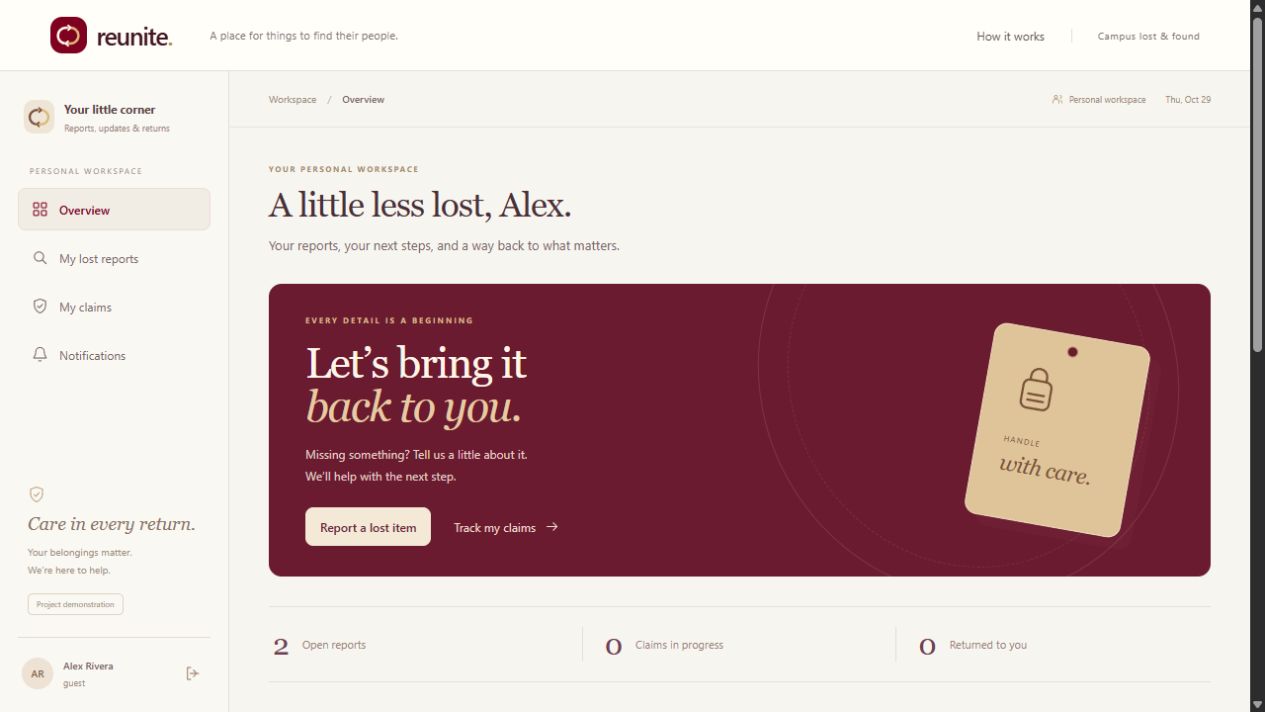 reunite.
A place for things to find their people.
How it works
Campus lost & found
Your little corner
Reports, updates & returns
PERSONAL WORKSPACE
Overview
My lost reports
My claims
Notifications
Care in every return.
Your belongings matter.
We're here to help.
Project demonstration
AR
Alex Rivera
guest
Workspace / Overview
Personal workspace
Thu, Oct 29
YOUR PERSONAL WORKSPACE
A little less lost, Alex.
Your reports, your next steps, and a way back to what matters.
EVERY DETAIL IS A BEGINNING
Let's bring it
back to you.
Missing something? Tell us a little about it.
We'll help with the next step.
Report a lost item
Track my claims →
HANDLE
with care.
2 Open reports
0 Claims in progress
0 Returned to you